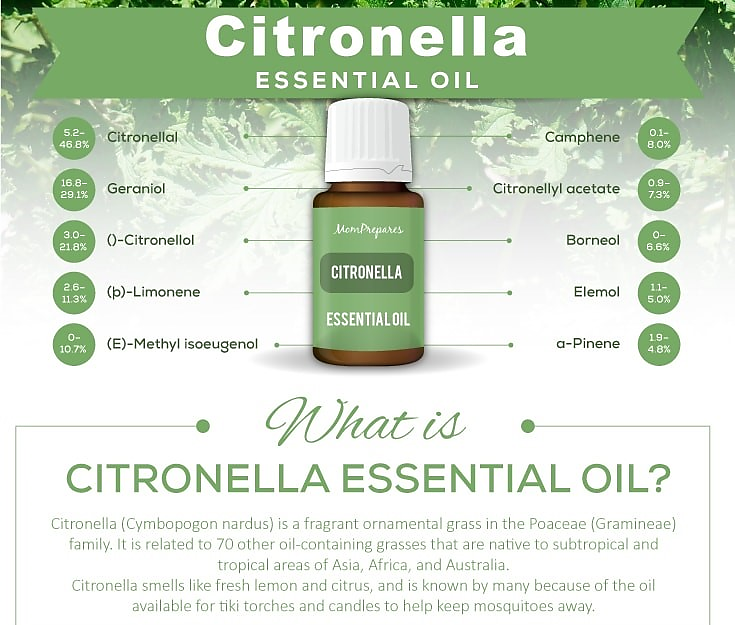 Citronella
ESSENTIAL OIL
5.2–
46.8%
Citronellal
16.8–
29.1%
Geraniol
3.0–
21.8%
()-Citronellol
2.6–
11.3%
(þ)-Limonene
0–
10.7%
(E)-Methyl isoeugenol
MomPrepares
CITRONELLA
ESSENTIAL OIL
Camphene
0.1–
8.0%
Citronellyl acetate
0.9–
7.3%
Borneol
0–
6.6%
Elemol
1.1–
5.0%
a-Pinene
1.9–
4.8%
What is
CITRONELLA ESSENTIAL OIL?
Citronella (Cymbopogon nardus) is a fragrant ornamental grass in the Poaceae (Gramineae)
family. It is related to 70 other oil-containing grasses that are native to subtropical and
tropical areas of Asia, Africa, and Australia.
Citronella smells like fresh lemon and citrus, and is known by many because of the oil
available for tiki torches and candles to help keep mosquitoes away.